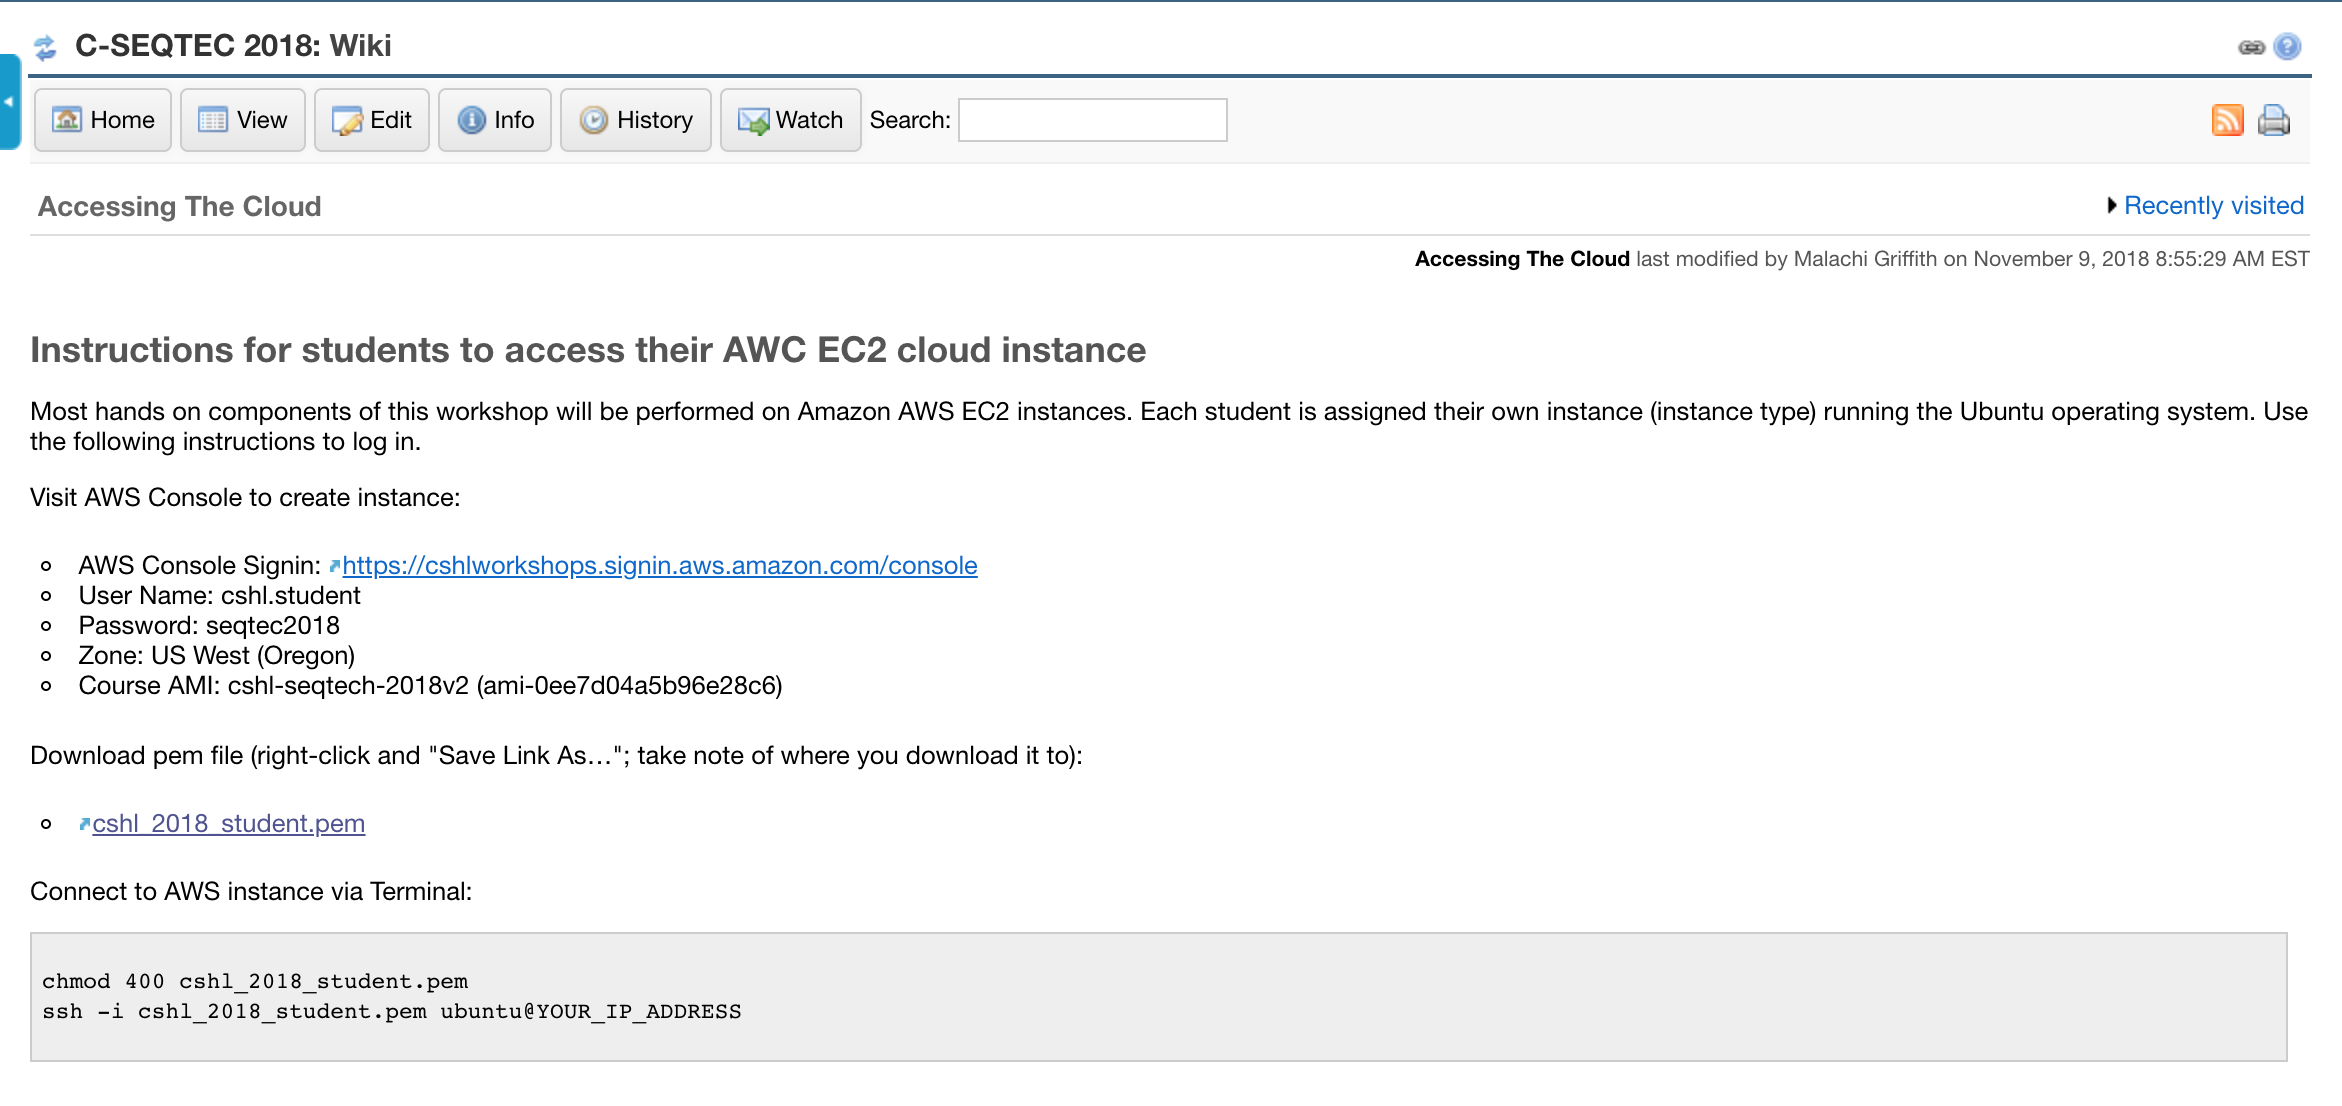 C-SEQTEC 2018: Wiki
Home View Edit Info History Watch Search:
Accessing The Cloud
Recently visited
Accessing The Cloud last modified by Malachi Griffith on November 9, 2018 8:55:29 AM EST
Instructions for students to access their AWC EC2 cloud instance
Most hands on components of this workshop will be performed on Amazon AWS EC2 instances. Each student is assigned their own instance (instance type) running the Ubuntu operating system. Use
the following instructions to log in.
Visit AWS Console to create instance:
AWS Console Signin: https://cshlworkshops.signin.aws.amazon.com/console
User Name: cshl.student
Password: seqtec2018
Zone: US West (Oregon)
Course AMI: cshl-seqtech-2018v2 (ami-0ee7d04a5b96e28c6)
Download pem file (right-click and "Save Link As…"; take note of where you download it to):
cshl_2018_student.pem
Connect to AWS instance via Terminal:
chmod 400 cshl_2018_student.pem
ssh -i cshl_2018_student.pem ubuntu@YOUR_IP_ADDRESS